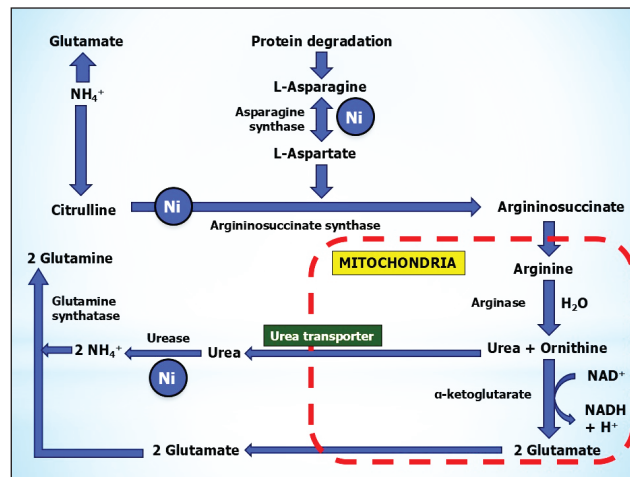 Glutamate
Protein degradation
NH₄⁺
L-Asparagine
Asparagine
synthase
Ni
L-Aspartate
Citrulline
Ni
Argininosuccinate
Argininosuccinate synthase
2 Glutamine
MITOCHONDRIA
Arginine
Glutamine
synthatase
Arginase
H₂O
Urease
Urea transporter
2 NH₄⁺
Urea
Urea + Ornithine
Ni
NAD⁺
α-ketoglutarate
NADH
+ H⁺
2 Glutamate
2 Glutamate